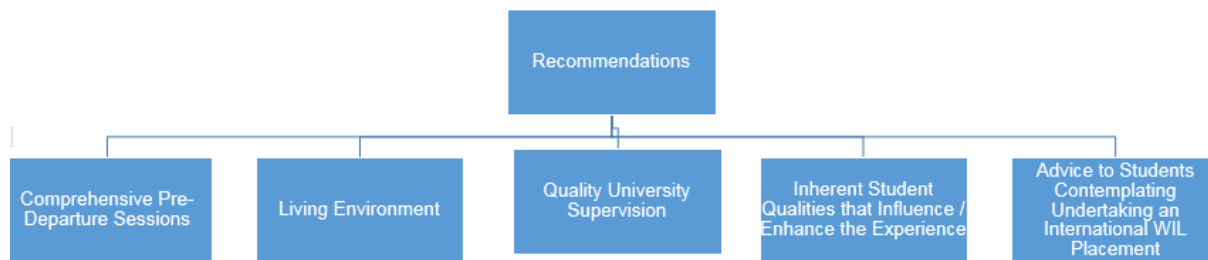 Recommendations
Comprehensive Pre-
Departure Sessions
Living Environment
Quality University
Supervision
Inherent Student
Qualities that Influence /
Enhance the Experience
Advice to Students
Contemplating
Undertaking an
International WIL
Placement